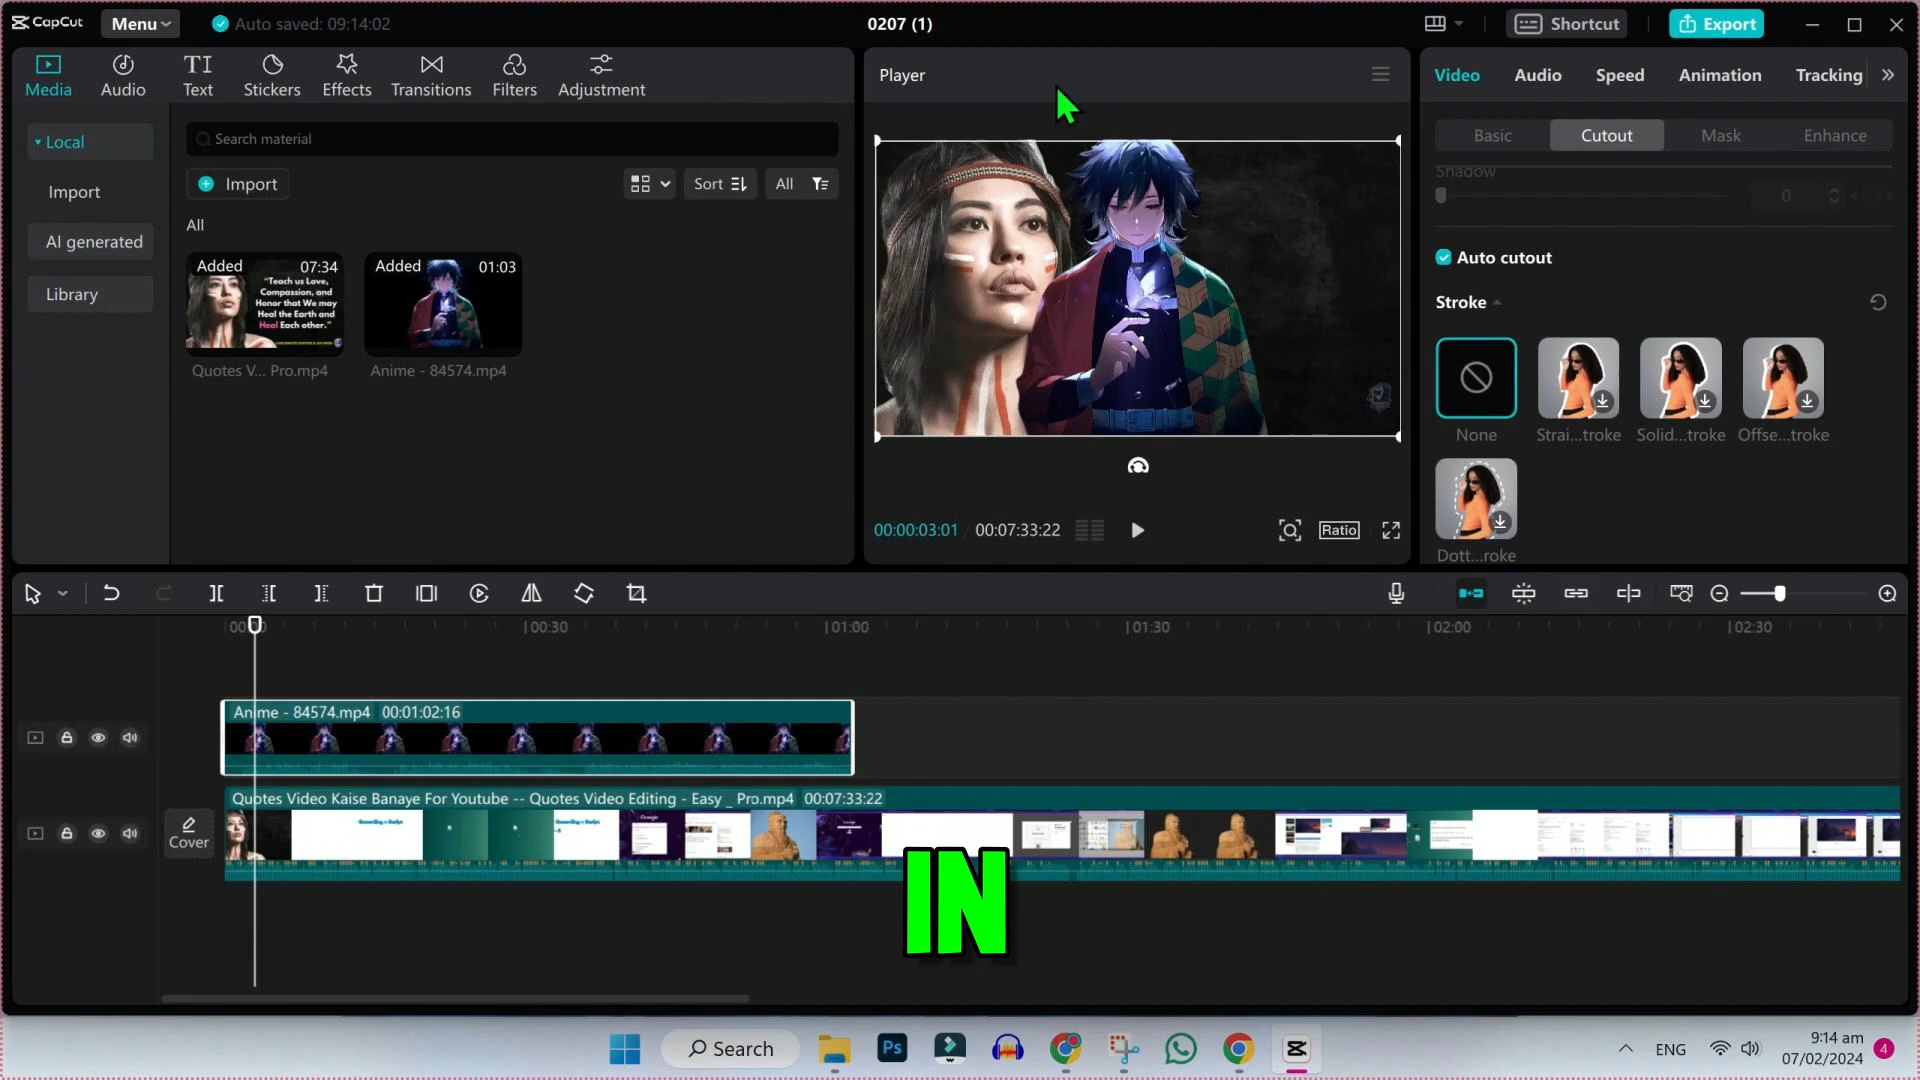 CapCut
Menu
Auto saved: 09:14:02
0207 (1)
Shortcut
Export
Media
Audio
Text
Stickers
Effects
Transitions
Filters
Adjustment
Player
Video
Audio
Speed
Animation
Tracking
Local
Search material
Basic
Cutout
Mask
Enhance
Import
Import
Sort
All
Shadow
0
All
AI generated
Library
Added 07:34
"Teach us Love,
Compassion, and
Honor that We may
Heal the Earth and
Heal Each other."
Quotes V... Pro.mp4
Added 01:03
Anime - 84574.mp4
Auto cutout
Stroke
None
Strai...troke
Solid...troke
Offse...troke
Dott...roke
00:00:03:01
00:07:33:22
Ratio
00:30
01:00
01:30
02:00
02:30
Anime - 84574.mp4 00:01:02:16
Quotes Video Kaise Banaye For Youtube -- Quotes Video Editing - Easy _ Pro.mp4 00:07:33:22
Cover
IN
Search
Ps
ENG
9:14 am
07/02/2024
4